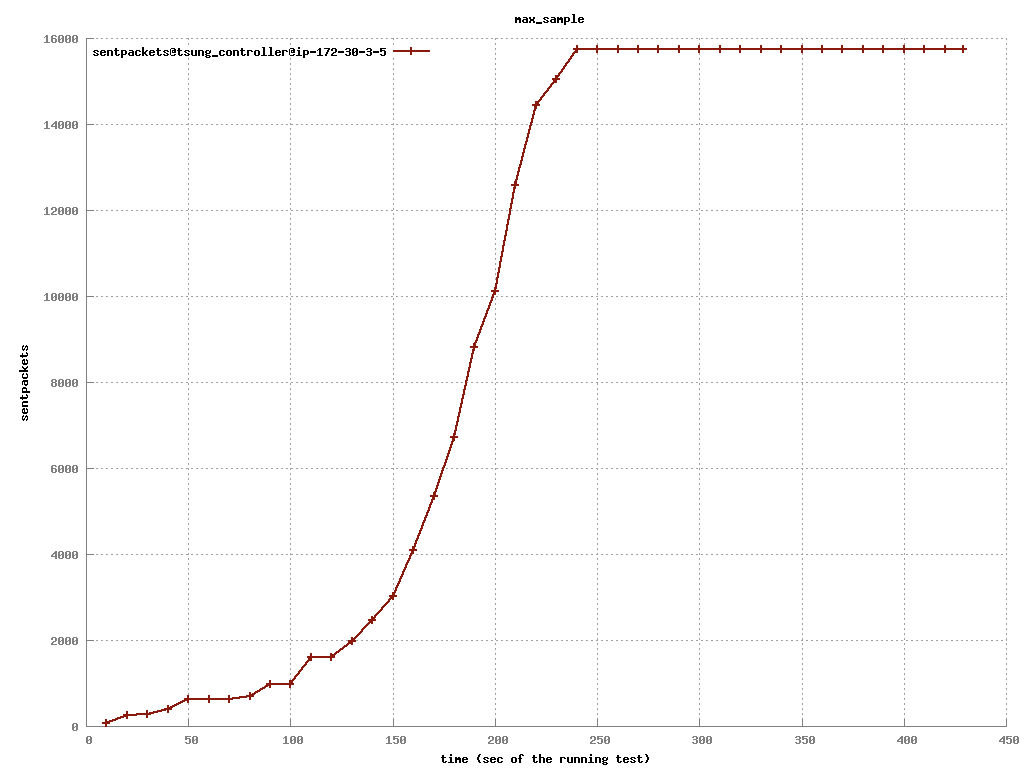 max_sample
sentpackets@tsung_controller@ip-172-30-3-5
16000
14000
12000
10000
8000
6000
4000
2000
0
sentpackets
0 50 100 150 200 250 300 350 400 450
time (sec of the running test)